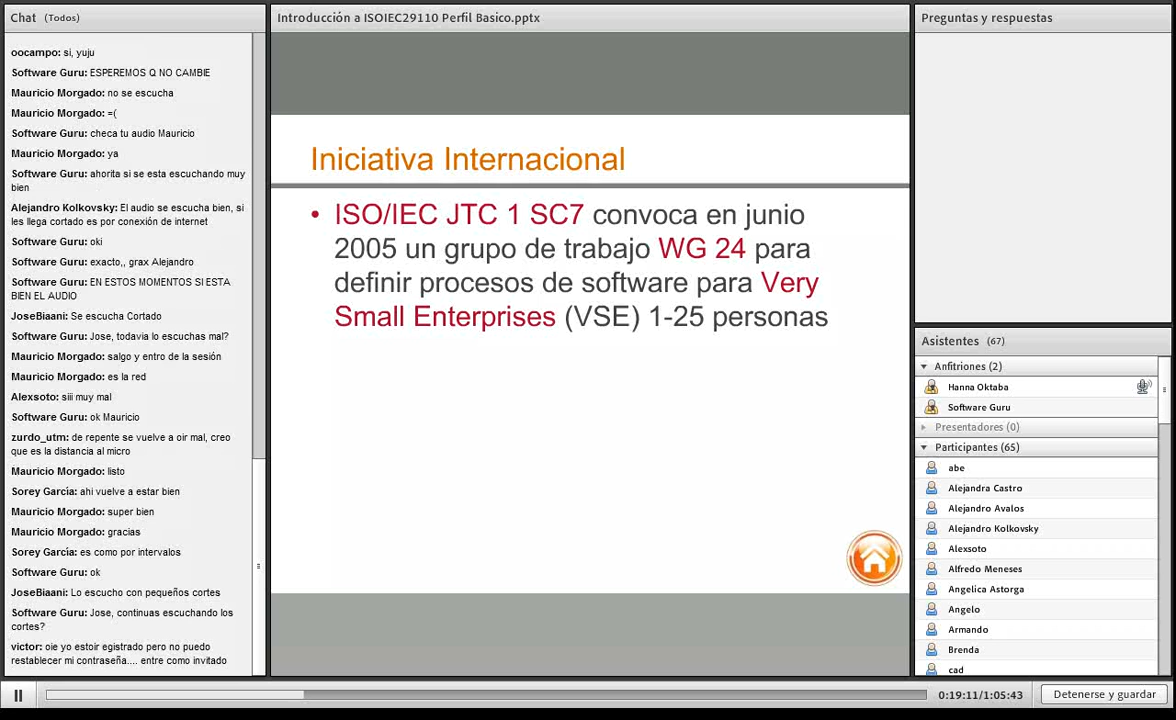 Chat (Todos)
oocampo: si, yuju
Software Guru: ESPEREMOS Q NO CAMBIE
Mauricio Morgado: no se escucha
Mauricio Morgado: =(
Software Guru: checa tu audio Mauricio
Mauricio Morgado: ya
Software Guru: ahorita si se esta escuchando muy
bien
Alejandro Kolkovsky: El audio se escucha bien, si
les llega cortado es por conexión de internet
Software Guru: oki
Software Guru: exacto,, grax Alejandro
Software Guru: EN ESTOS MOMENTOS SI ESTA
BIEN EL AUDIO
JoseBiaani: Se escucha Cortado
Software Guru: Jose, todavia lo escuchas mal?
Mauricio Morgado: salgo y entro de la sesión
Mauricio Morgado: es la red
Alexsoto: siii muy mal
Software Guru: ok Mauricio
zurdo_utm: de repente se vuelve a oir mal, creo
que es la distancia al micro
Mauricio Morgado: listo
Sorey García: ahi vuelve a estar bien
Mauricio Morgado: super bien
Mauricio Morgado: gracias
Sorey García: es como por intervalos
Software Guru: ok
JoseBiaani: Lo escucho con pequeños cortes
Software Guru: Jose, continuas escuchando los
cortes?
victor: oie yo estoir egistrado pero no puedo
restablecer mi contraseña.... entre como invitado
Introducción a ISOIEC29110 Perfil Basico.pptx
Iniciativa Internacional
• ISO/IEC JTC 1 SC7 convoca en junio
2005 un grupo de trabajo WG 24 para
definir procesos de software para Very
Small Enterprises (VSE) 1-25 personas
Preguntas y respuestas
Asistentes (67)
Anfitriones (2)
Hanna Oktaba
Software Guru
Presentadores (0)
Participantes (65)
abe
Alejandra Castro
Alejandro Avalos
Alejandro Kolkovsky
Alexsoto
Alfredo Meneses
Angelica Astorga
Angelo
Armando
Brenda
cad
0:19:11/1:05:43
Detenerse y guardar